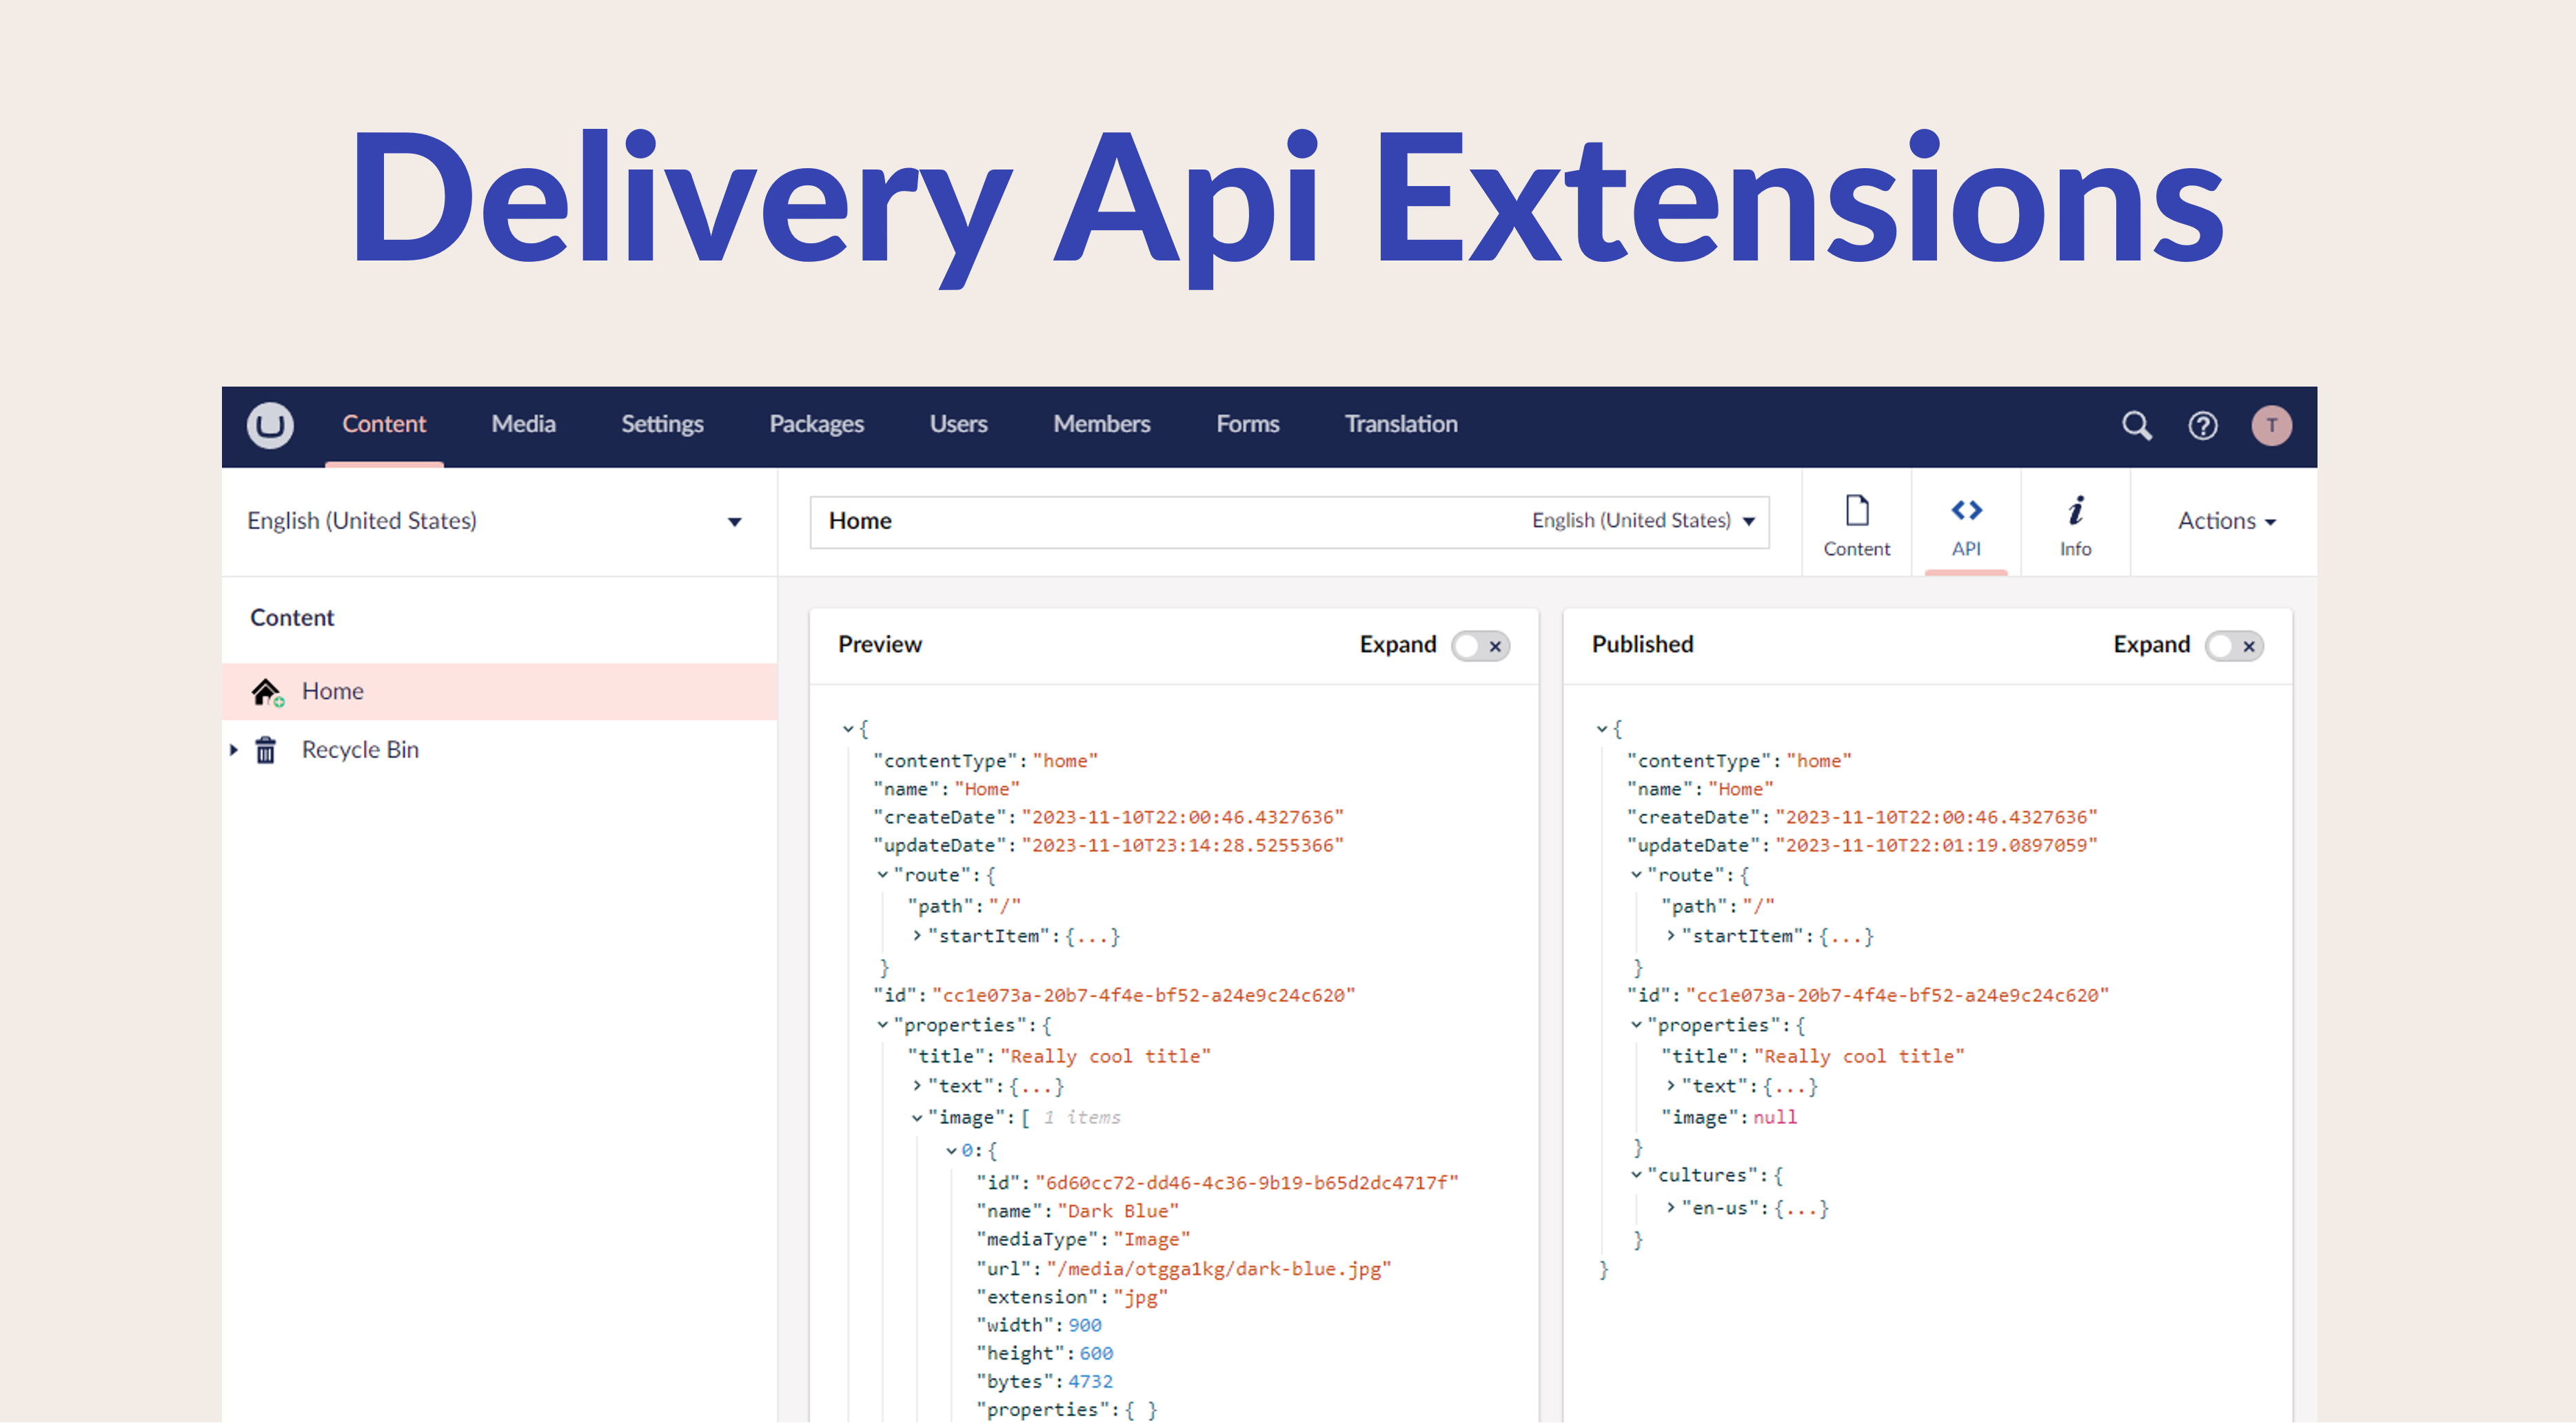 Delivery Api Extensions
Content Media Settings Packages Users Members Forms Translation T
English (United States)
Home English (United States)
Content API Info Actions
Content
Home
Recycle Bin
Preview Expand
{
"contentType": "home"
"name": "Home"
"createDate": "2023-11-10T22:00:46.4327636"
"updateDate": "2023-11-10T23:14:28.5255366"
"route": {
"path": "/"
"startItem": {...}
}
"id": "cc1e073a-20b7-4f4e-bf52-a24e9c24c620"
"properties": {
"title": "Really cool title"
"text": {...}
"image": [ 1 items
0: {
"id": "6d60cc72-dd46-4c36-9b19-b65d2dc4717f"
"name": "Dark Blue"
"mediaType": "Image"
"url": "/media/otgga1kg/dark-blue.jpg"
"extension": "jpg"
"width": 900
"height": 600
"bytes": 4732
"properties": { }
Published Expand
{
"contentType": "home"
"name": "Home"
"createDate": "2023-11-10T22:00:46.4327636"
"updateDate": "2023-11-10T22:01:19.0897059"
"route": {
"path": "/"
"startItem": {...}
}
"id": "cc1e073a-20b7-4f4e-bf52-a24e9c24c620"
"properties": {
"title": "Really cool title"
"text": {...}
"image": null
}
"cultures": {
"en-us": {...}
}
}